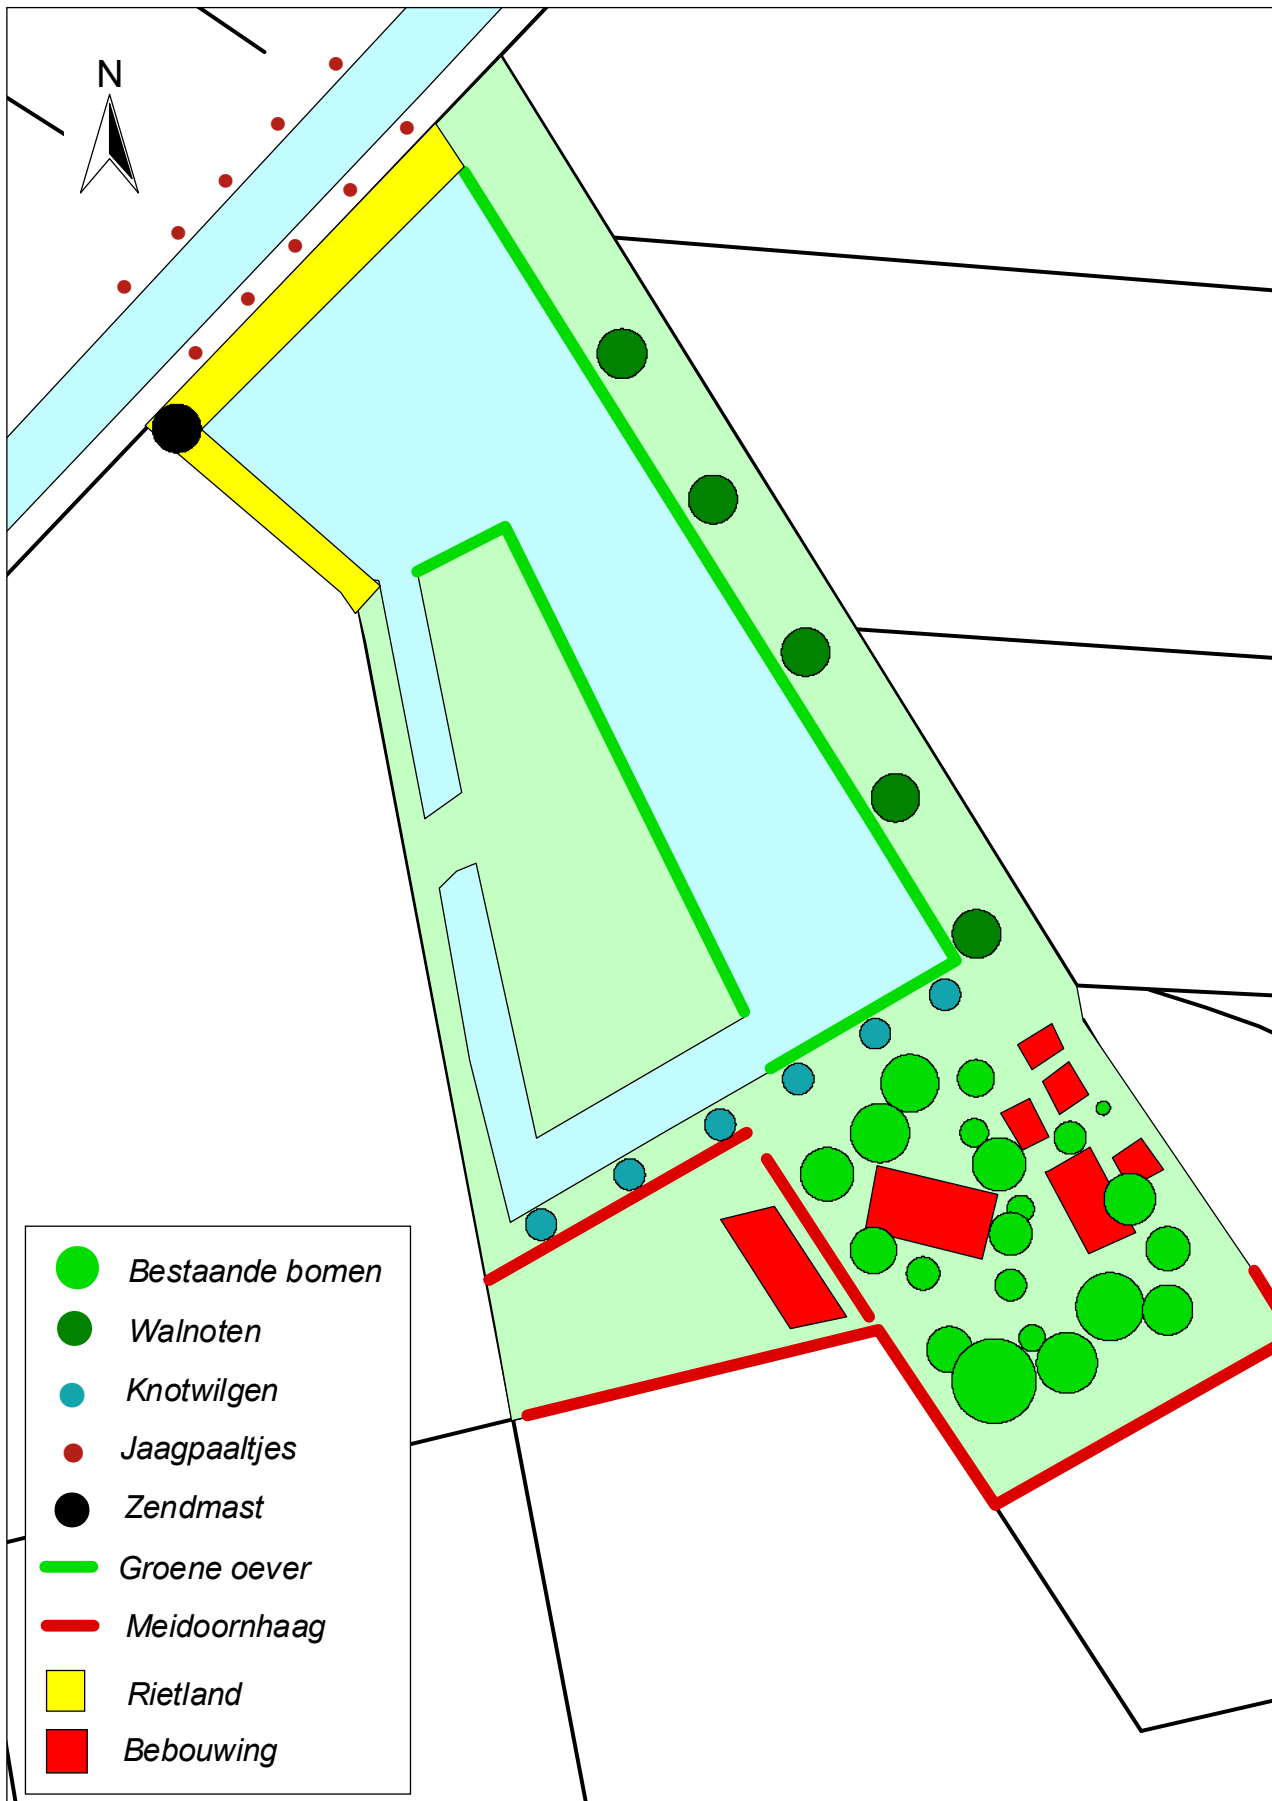 N
Bestaande bomen
Walnoten
Knotwilgen
Jaagpaaltjes
Zendmast
Groene oever
Meidoornhaag
Rietland
Bebouwing